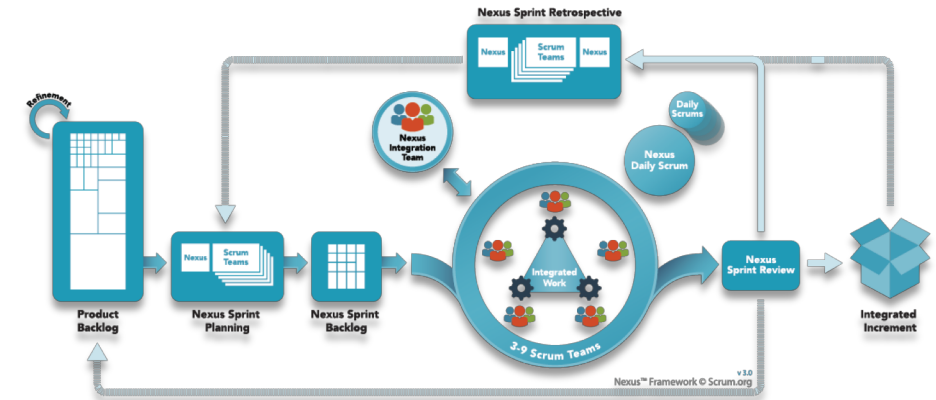 Nexus Sprint Retrospective
Nexus
Scrum
Teams
Nexus
Refinement
Daily
Scrums
Nexus
Integration
Team
Nexus
Daily Scrum
Nexus
Scrum
Teams
Integrated
Work
Nexus
Sprint Review
Product
Backlog
Nexus Sprint
Planning
Nexus Sprint
Backlog
Integrated
Increment
3-9 Scrum Teams
v 3.0
Nexus™ Framework © Scrum.org